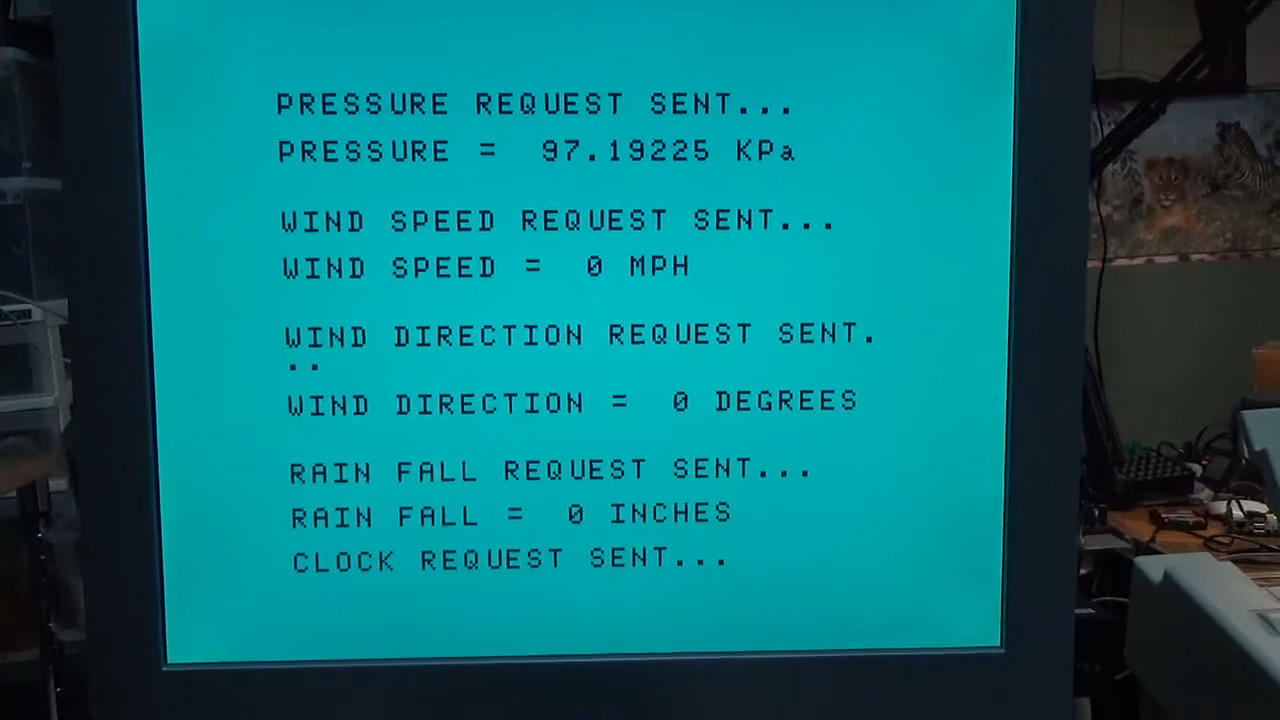 PRESSURE REQUEST SENT...
PRESSURE =  97.19225 KPa
WIND SPEED REQUEST SENT...
WIND SPEED =  0 MPH
WIND DIRECTION REQUEST SENT.
..
WIND DIRECTION =  0 DEGREES
RAIN FALL REQUEST SENT...
RAIN FALL =  0 INCHES
CLOCK REQUEST SENT...